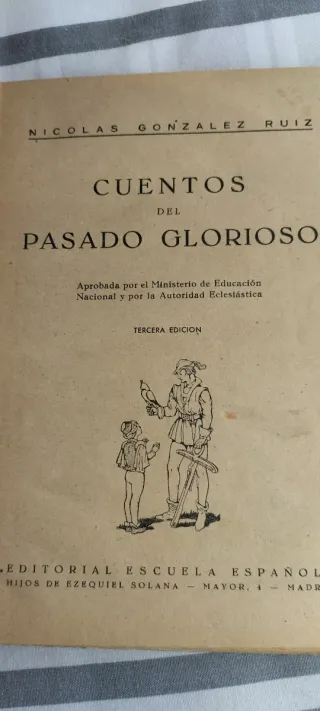 NICOLAS GONZALEZ RUIZ
CUENTOS
DEL
PASADO GLORIOSO
Aprobada por el Ministerio de Educación
Nacional y por la Autoridad Eclesiástica
TERCERA EDICION
EDITORIAL ESCUELA ESPAÑOL
HIJOS DE EZEQUIEL SOLANA — MAYOR, 4 — MADR